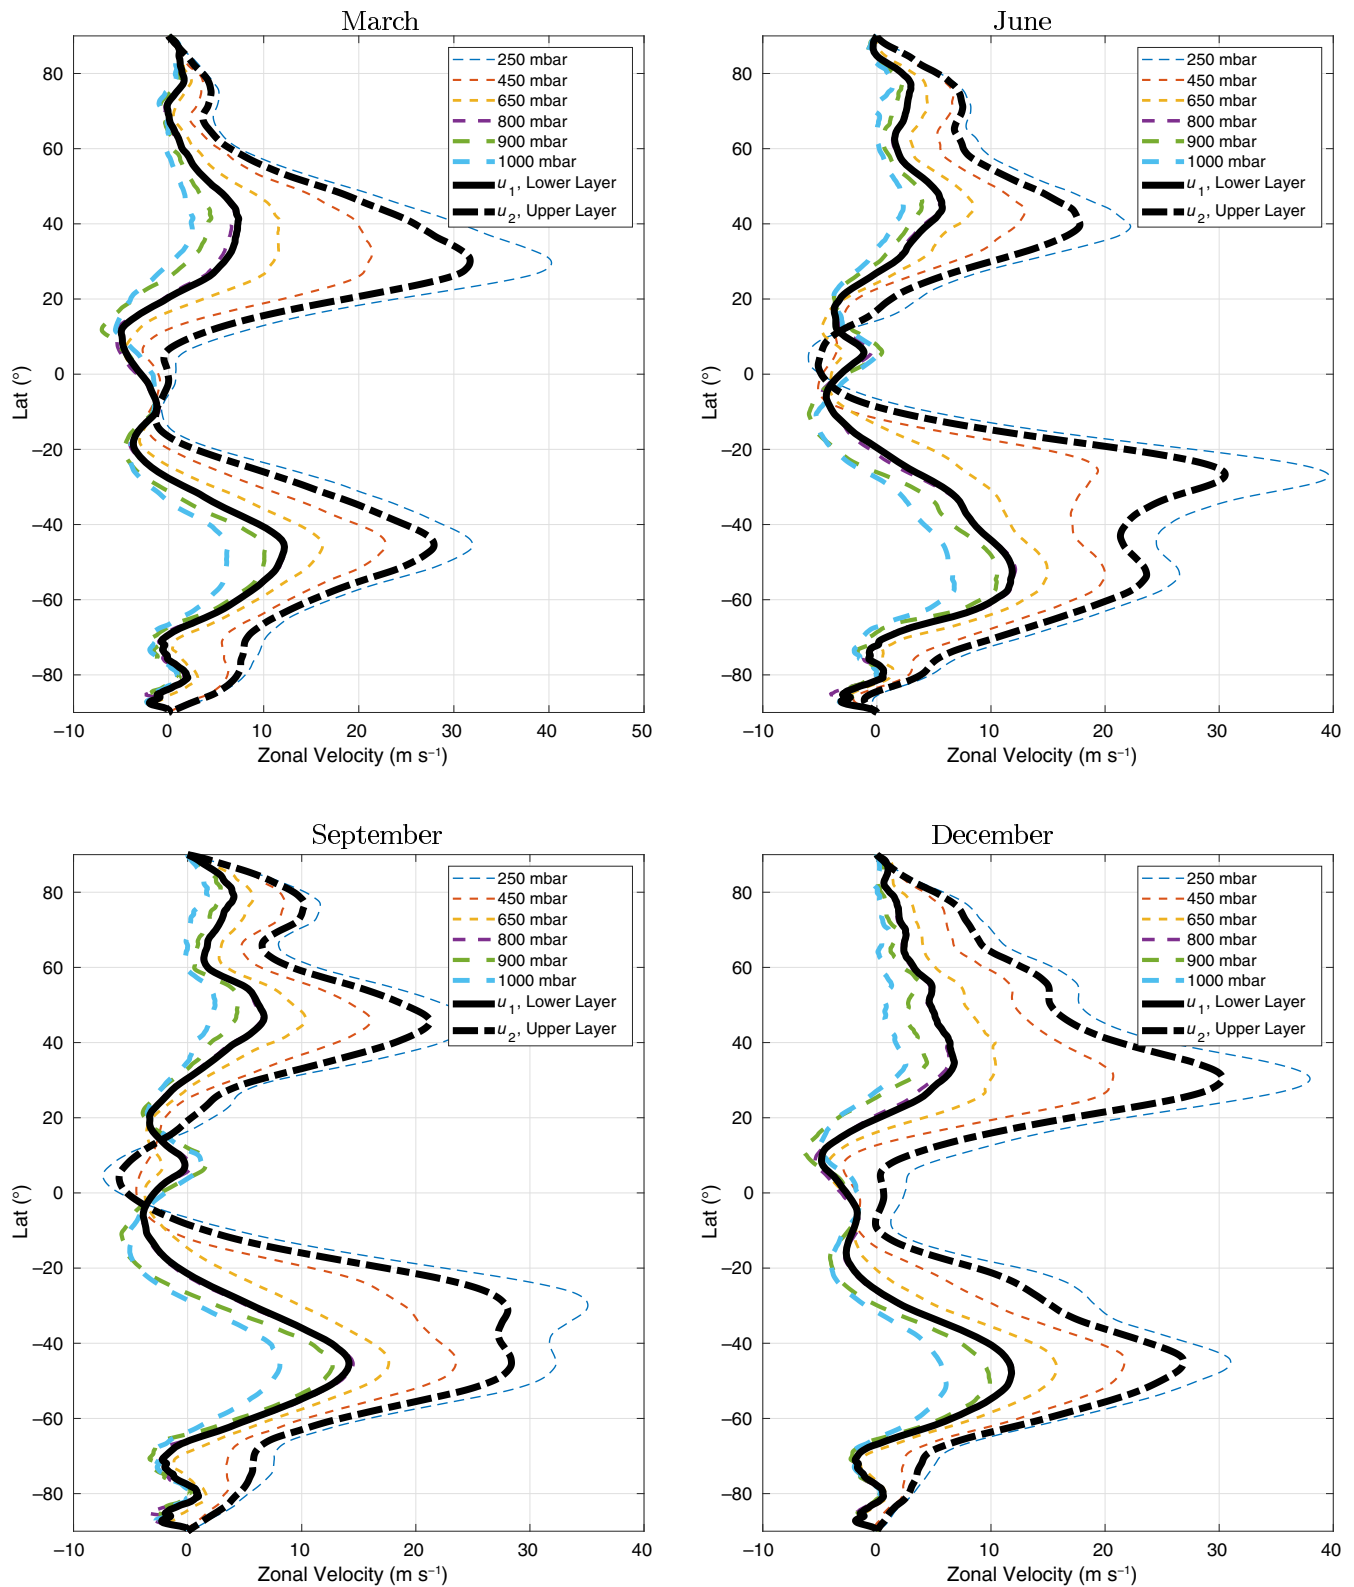 March
80
60
40
20
0
−20
−40
−60
−80
Lat (°)
−10
0
10
20
30
40
50
Zonal Velocity (m s⁻¹)
250 mbar
450 mbar
650 mbar
800 mbar
900 mbar
1000 mbar
u₁, Lower Layer
u₂, Upper Layer
June
80
60
40
20
0
−20
−40
−60
−80
Lat (°)
−10
0
10
20
30
40
Zonal Velocity (m s⁻¹)
250 mbar
450 mbar
650 mbar
800 mbar
900 mbar
1000 mbar
u₁, Lower Layer
u₂, Upper Layer
September
80
60
40
20
0
−20
−40
−60
−80
Lat (°)
−10
0
10
20
30
40
Zonal Velocity (m s⁻¹)
250 mbar
450 mbar
650 mbar
800 mbar
900 mbar
1000 mbar
u₁, Lower Layer
u₂, Upper Layer
December
80
60
40
20
0
−20
−40
−60
−80
Lat (°)
−10
0
10
20
30
40
Zonal Velocity (m s⁻¹)
250 mbar
450 mbar
650 mbar
800 mbar
900 mbar
1000 mbar
u₁, Lower Layer
u₂, Upper Layer